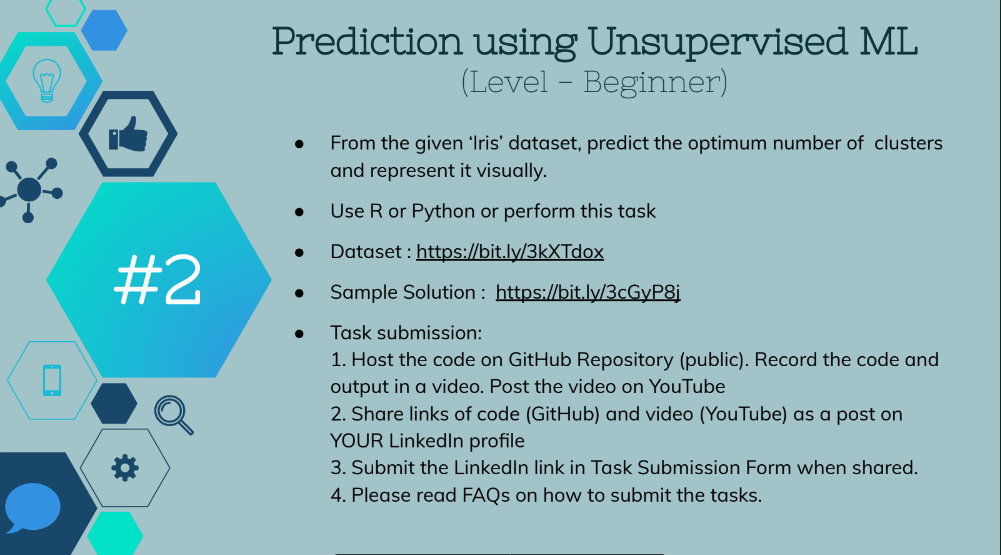 Prediction using Unsupervised ML
(Level - Beginner)
● From the given ‘Iris’ dataset, predict the optimum number of clusters
and represent it visually.
● Use R or Python or perform this task
● Dataset : https://bit.ly/3kXTdox
● Sample Solution : https://bit.ly/3cGyP8j
● Task submission:
1. Host the code on GitHub Repository (public). Record the code and
output in a video. Post the video on YouTube
2. Share links of code (GitHub) and video (YouTube) as a post on
YOUR LinkedIn profile
3. Submit the LinkedIn link in Task Submission Form when shared.
4. Please read FAQs on how to submit the tasks.
#2